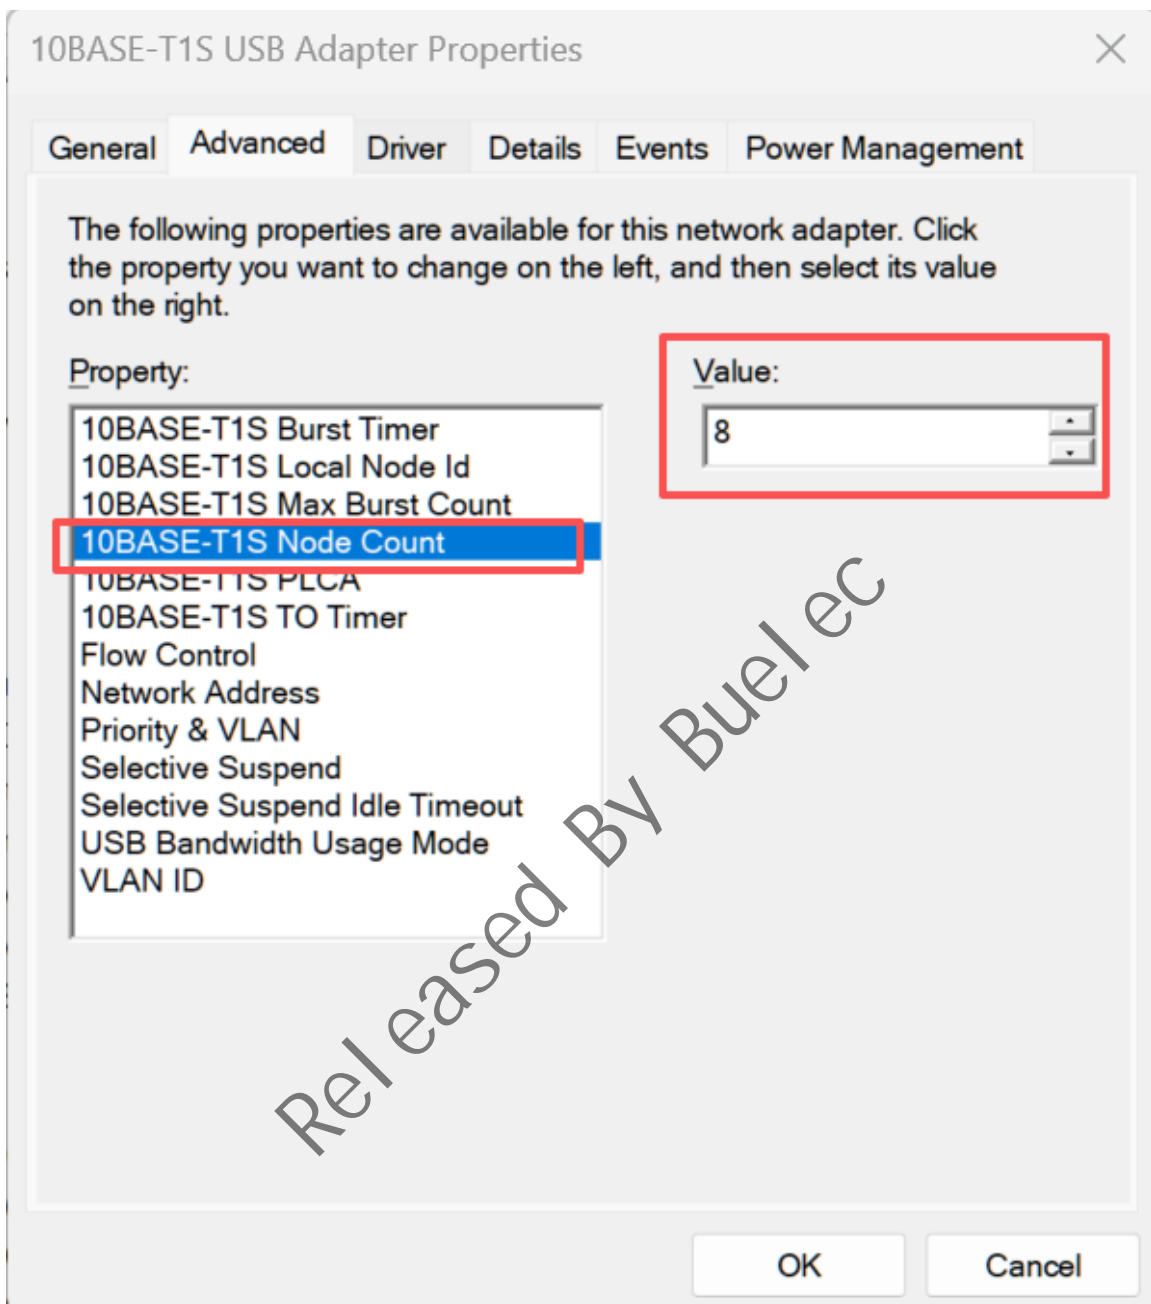 10BASE-T1S USB Adapter Properties
General Advanced Driver Details Events Power Management
The following properties are available for this network adapter. Click
the property you want to change on the left, and then select its value
on the right.
Property:
Value:
10BASE-T1S Burst Timer
8
10BASE-T1S Local Node Id
10BASE-T1S Max Burst Count
10BASE-T1S Node Count
10BASE-T1S PLCA
10BASE-T1S TO Timer
Flow Control
Network Address
Priority & VLAN
Selective Suspend
Selective Suspend Idle Timeout
USB Bandwidth Usage Mode
VLAN ID
Released By Buelec
OK Cancel